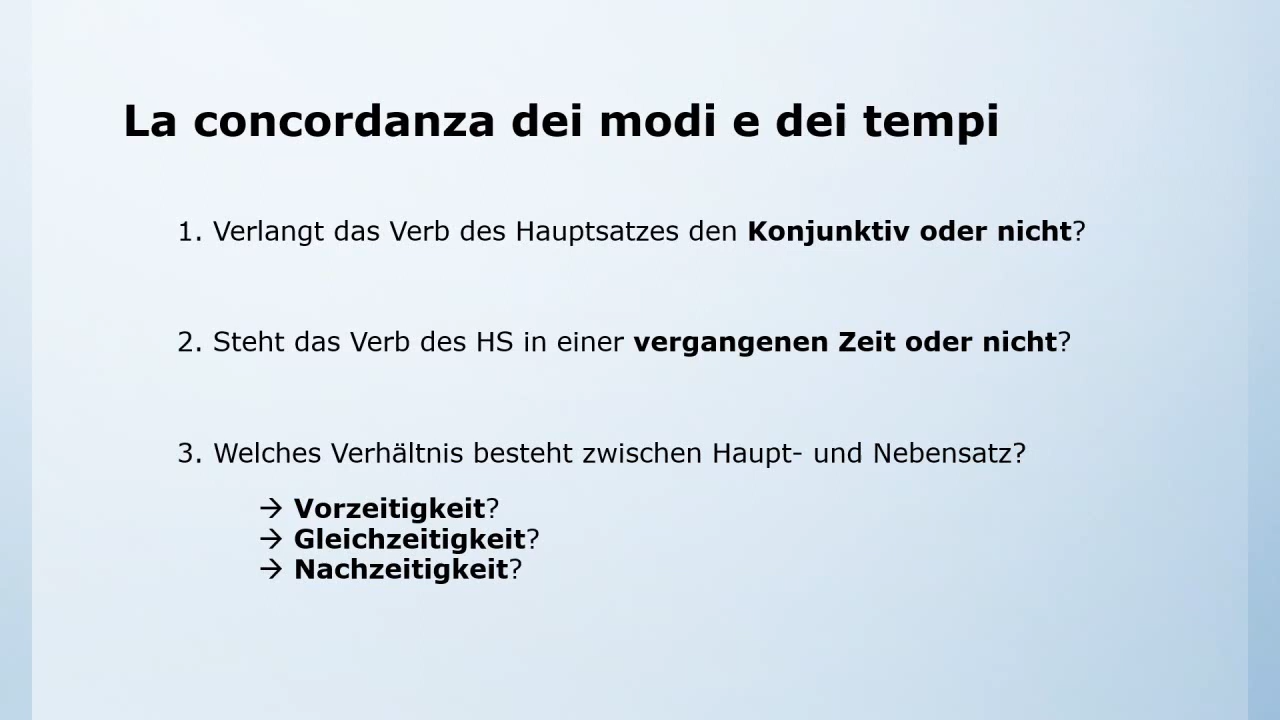 La concordanza dei modi e dei tempi
1. Verlangt das Verb des Hauptsatzes den Konjunktiv oder nicht?
2. Steht das Verb des HS in einer vergangenen Zeit oder nicht?
3. Welches Verhältnis besteht zwischen Haupt- und Nebensatz?
→ Vorzeitigkeit?
→ Gleichzeitigkeit?
→ Nachzeitigkeit?